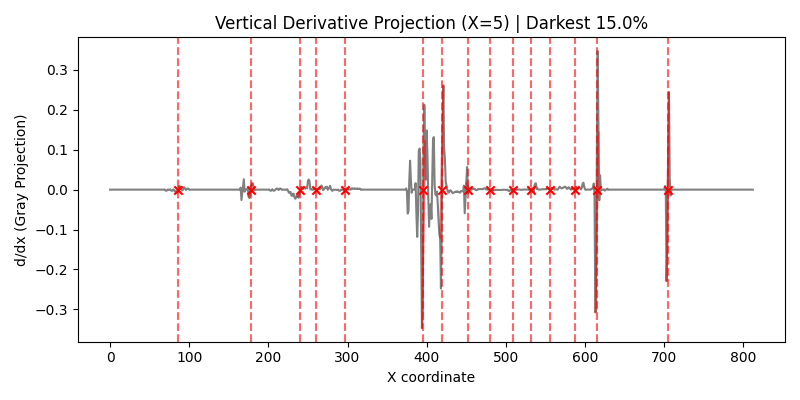 Vertical Derivative Projection (X=5) | Darkest 15.0%
0.3
0.2
0.1
0.0
−0.1
−0.2
−0.3
d/dx (Gray Projection)
0 100 200 300 400 500 600 700 800
X coordinate